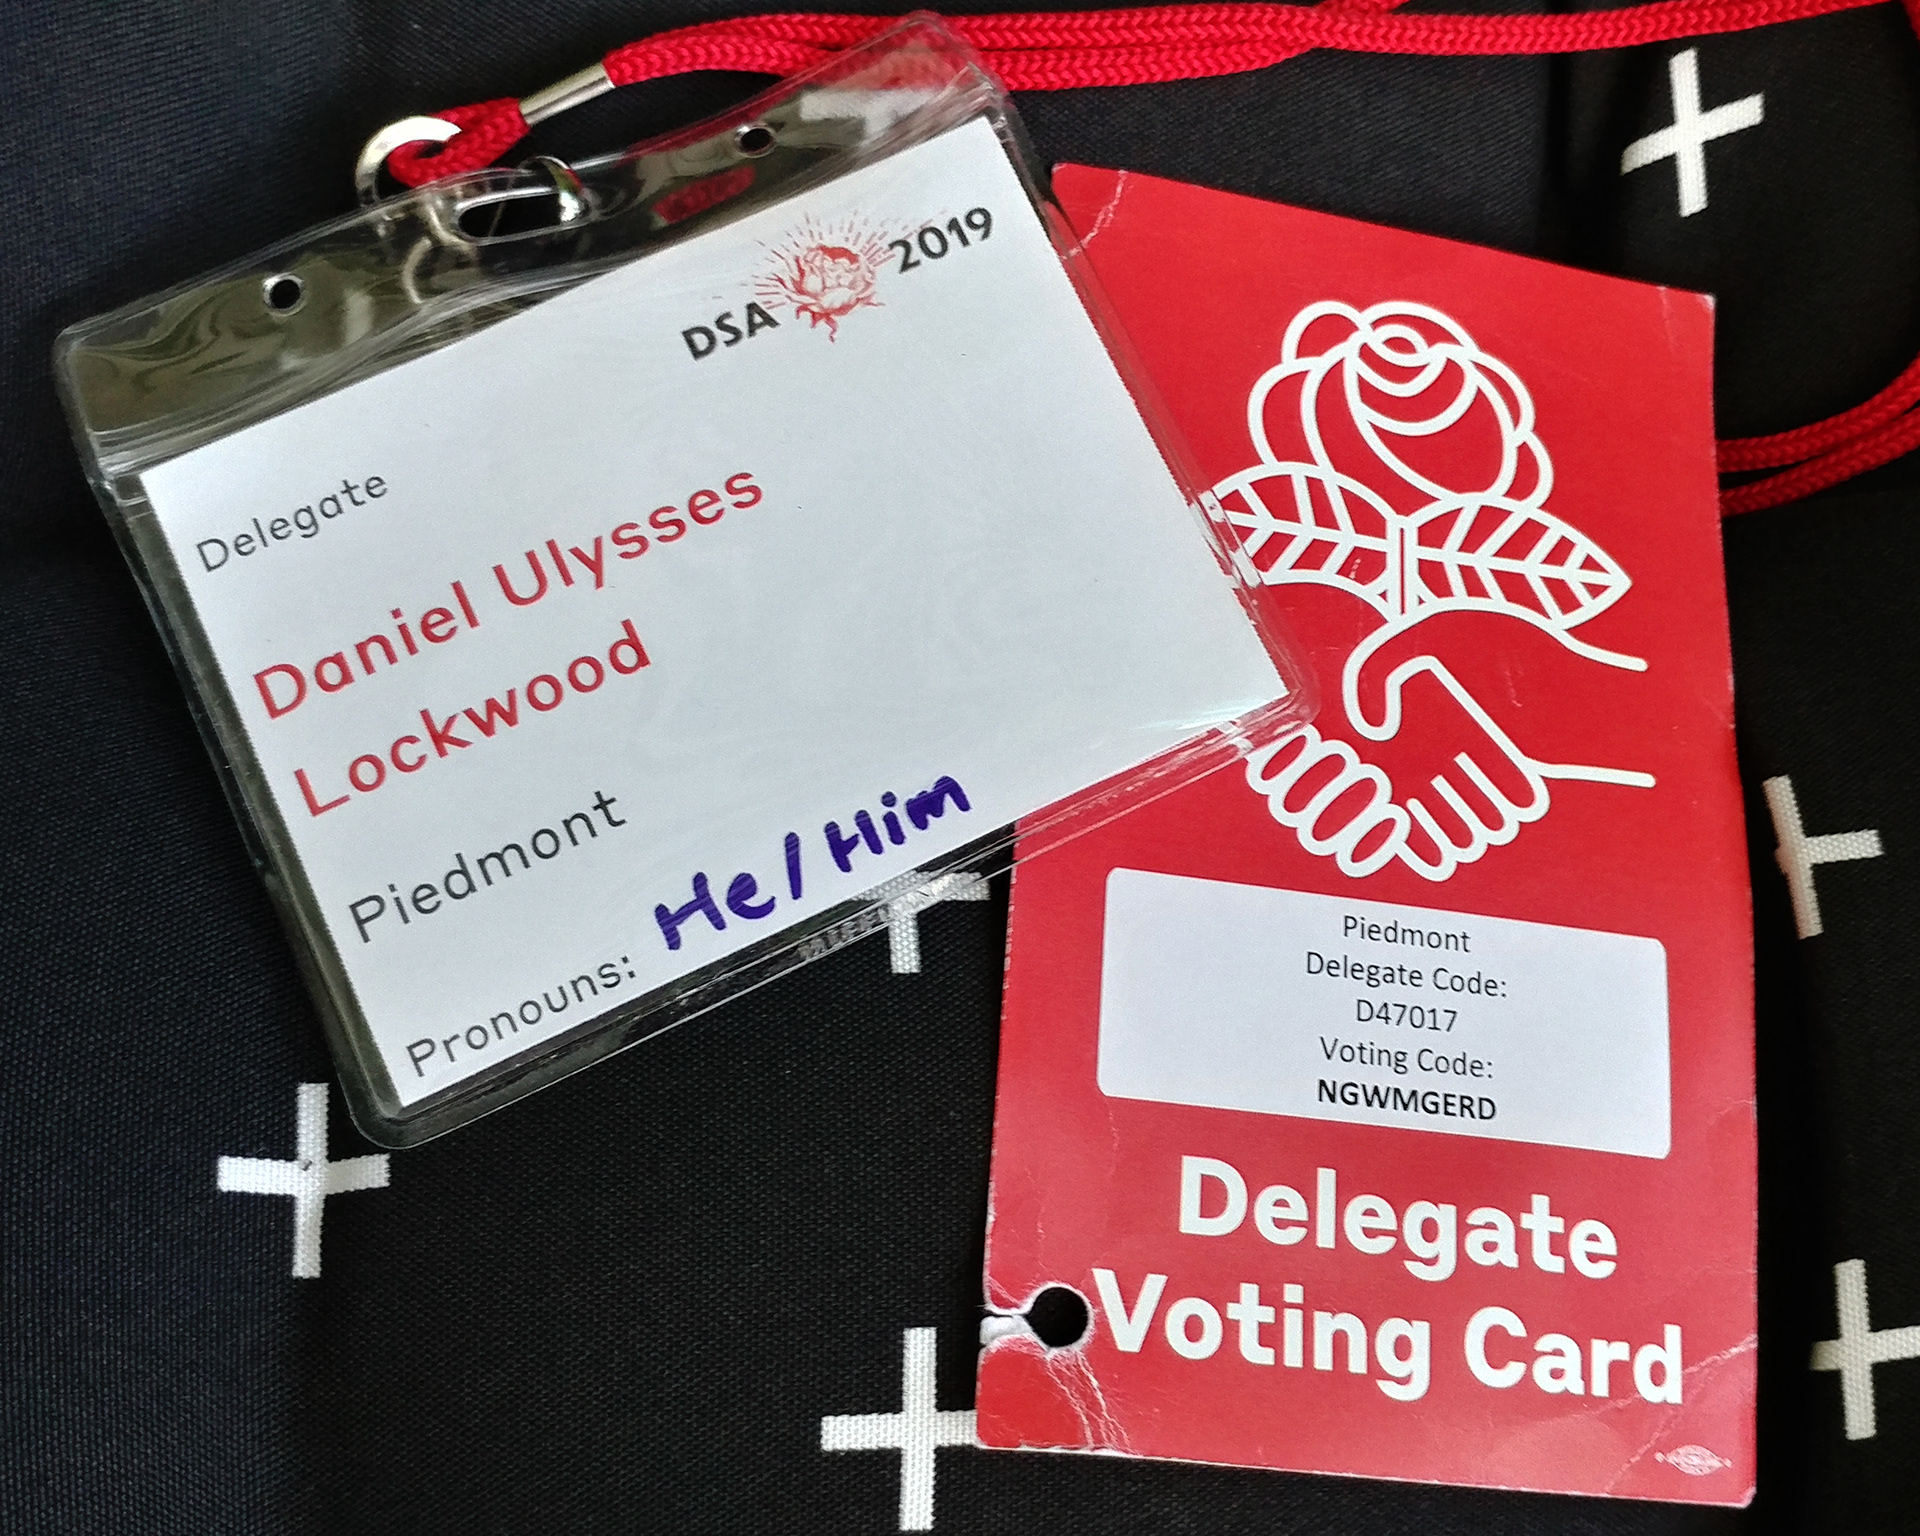 DSA 2019
Delegate
Daniel Ulysses
Lockwood
Piedmont
Pronouns: He/Him
Piedmont
Delegate Code:
D47017
Voting Code:
NGWMGERD
Delegate
Voting Card